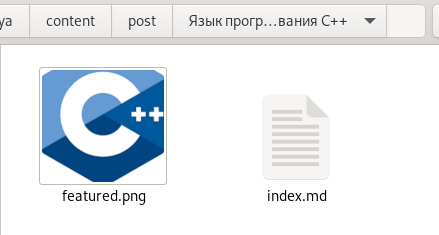 ya content post Язык прогр...вания C++
C++
featured.png index.md